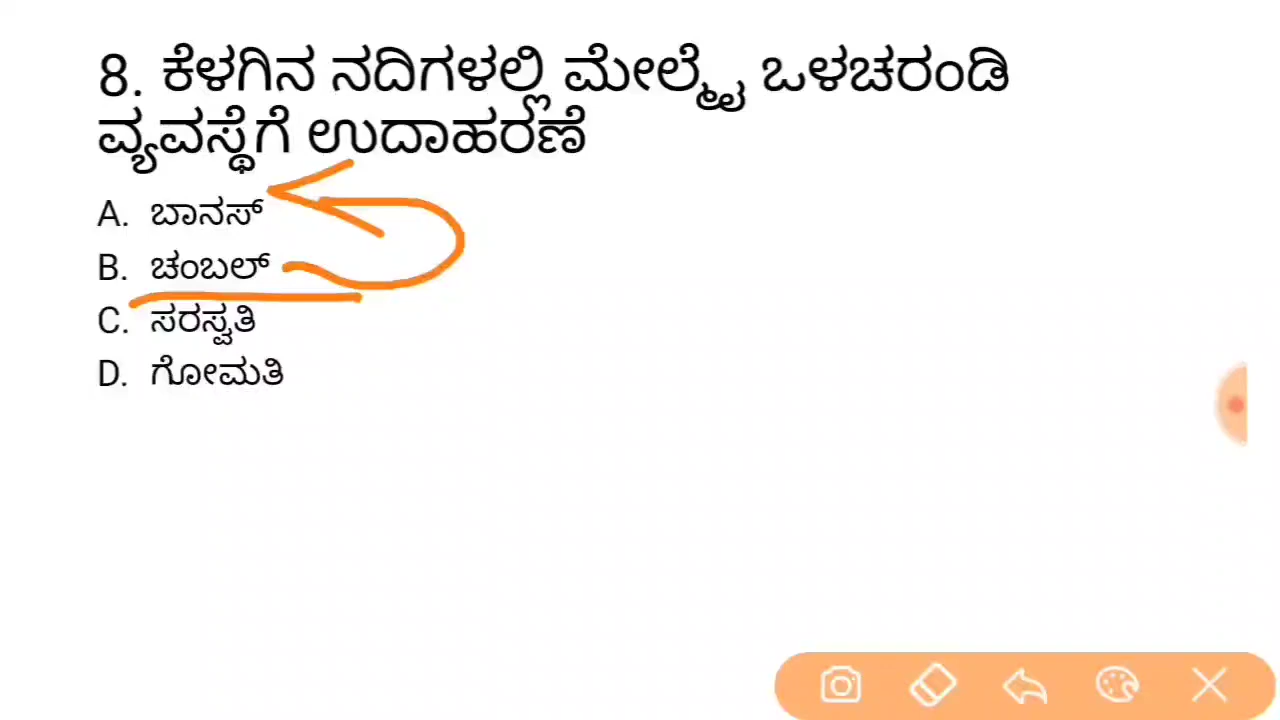 8. ಕೆಳಗಿನ ನದಿಗಳಲ್ಲಿ ಮೇಲ್ಮೈ ಒಳಚರಂಡಿ
ವ್ಯವಸ್ಥೆಗೆ ಉದಾಹರಣೆ
A. ಬಾನಸ್
B. ಚಂಬಲ್
C. ಸರಸ್ವತಿ
D. ಗೋಮತಿ